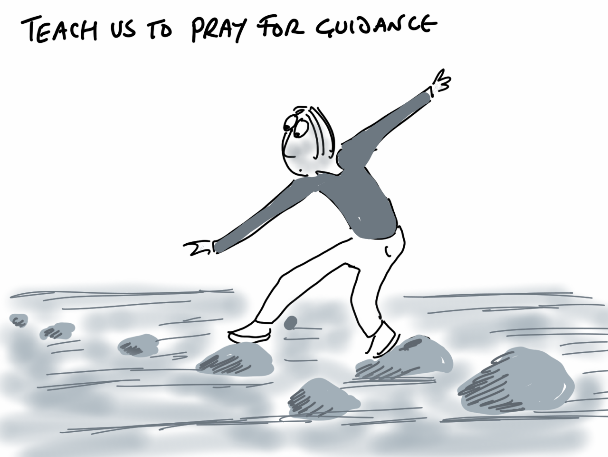 TEACH US TO PRAY FOR GUIDANCE